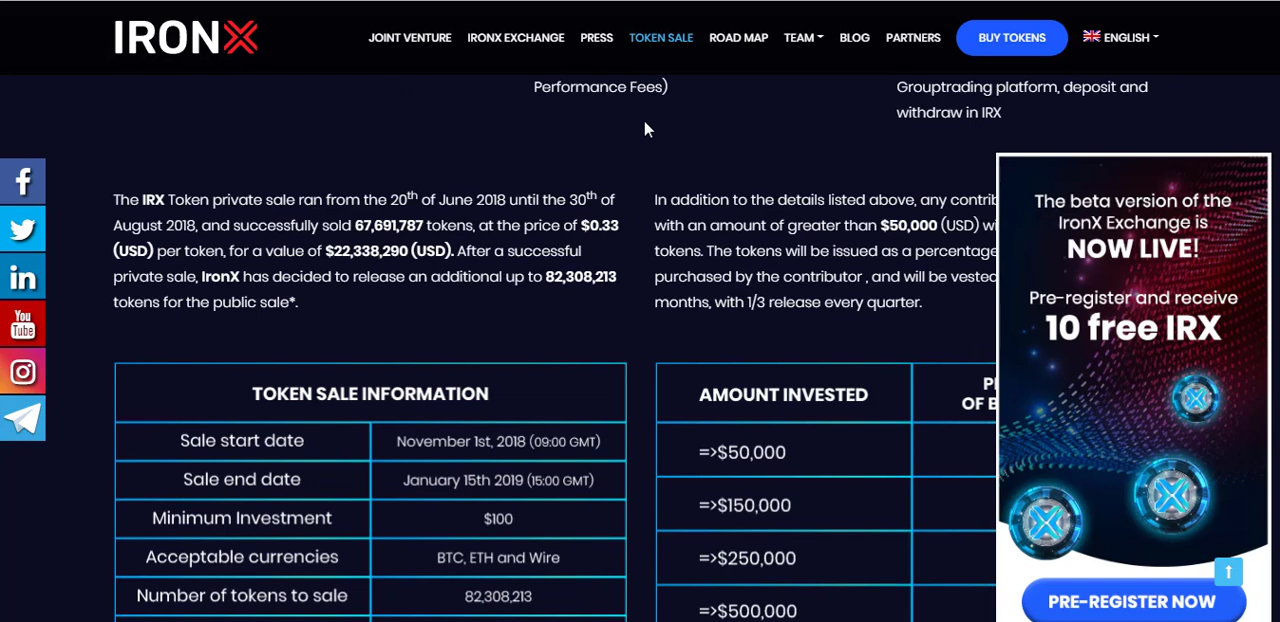 IRONX
JOINT VENTURE IRONX EXCHANGE PRESS TOKEN SALE ROAD MAP TEAM BLOG PARTNERS BUY TOKENS ENGLISH
Performance Fees)
Grouptrading platform, deposit and
withdraw in IRX
The IRX Token private sale ran from the 20th of June 2018 until the 30th of
August 2018, and successfully sold 67,691,787 tokens, at the price of $0.33
(USD) per token, for a value of $22,338,290 (USD). After a successful
private sale, IronX has decided to release an additional up to 82,308,213
tokens for the public sale*.
In addition to the details listed above, any contrib
with an amount of greater than $50,000 (USD) wi
tokens. The tokens will be issued as a percentage
purchased by the contributor , and will be vested
months, with 1/3 release every quarter.
TOKEN SALE INFORMATION
Sale start date November 1st, 2018 (09:00 GMT)
Sale end date January 15th 2019 (15:00 GMT)
Minimum Investment $100
Acceptable currencies BTC, ETH and Wire
Number of tokens to sale 82,308,213
AMOUNT INVESTED
=>$50,000
=>$150,000
=>$250,000
=>$500,000
The beta version of the
IronX Exchange is
NOW LIVE!
Pre-register and receive
10 free IRX
PRE-REGISTER NOW
You
Tube